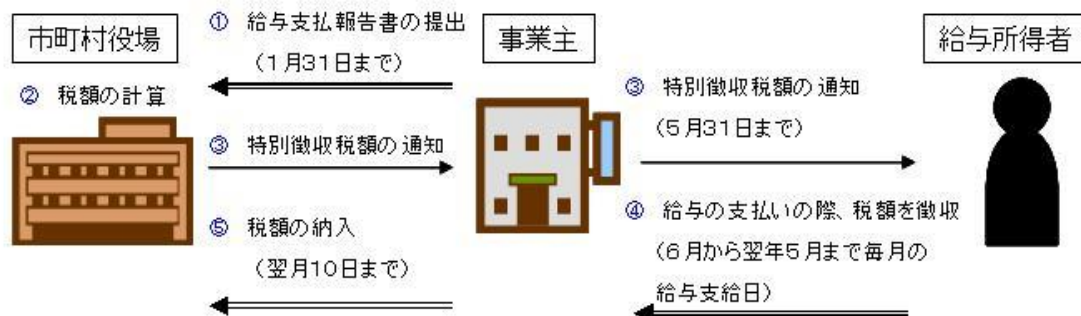 市町村役場
① 給与支払報告書の提出
(1月31日まで)
事業主
給与所得者
② 税額の計算
③ 特別徴収税額の通知
③ 特別徴収税額の通知
(5月31日まで)
⑤ 税額の納入
(翌月10日まで)
④ 給与の支払いの際、税額を徴収
(6月から翌年5月まで毎月の
給与支給日)